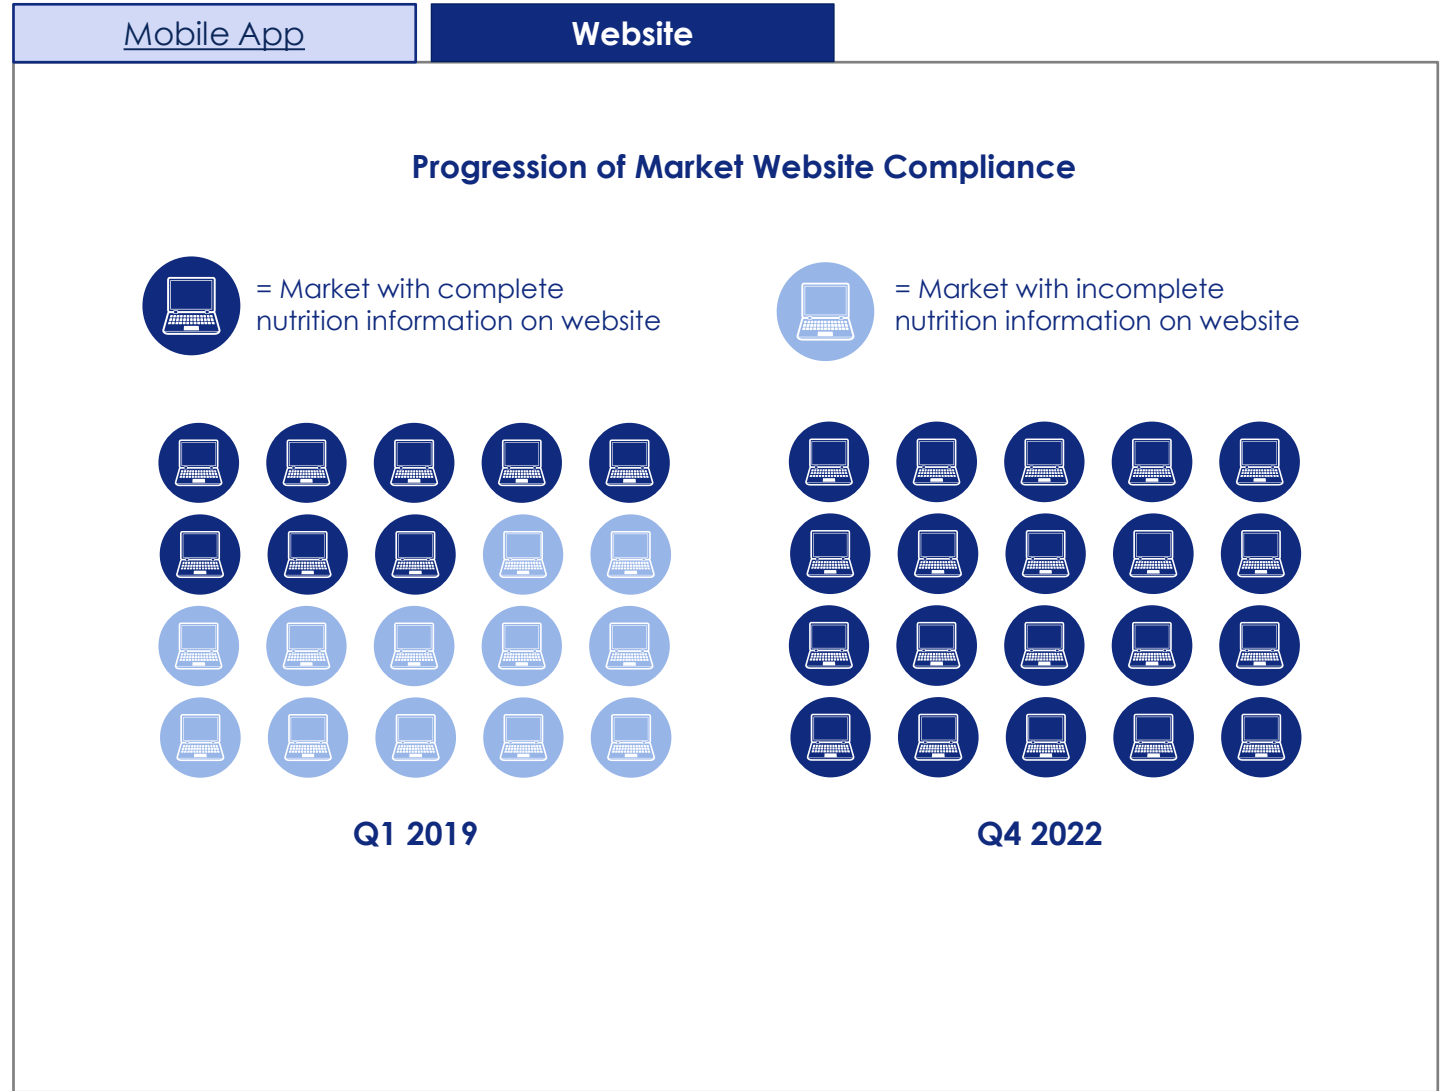 Mobile App
Website
Progression of Market Website Compliance
= Market with complete
nutrition information on website
= Market with incomplete
nutrition information on website
Q1 2019
Q4 2022